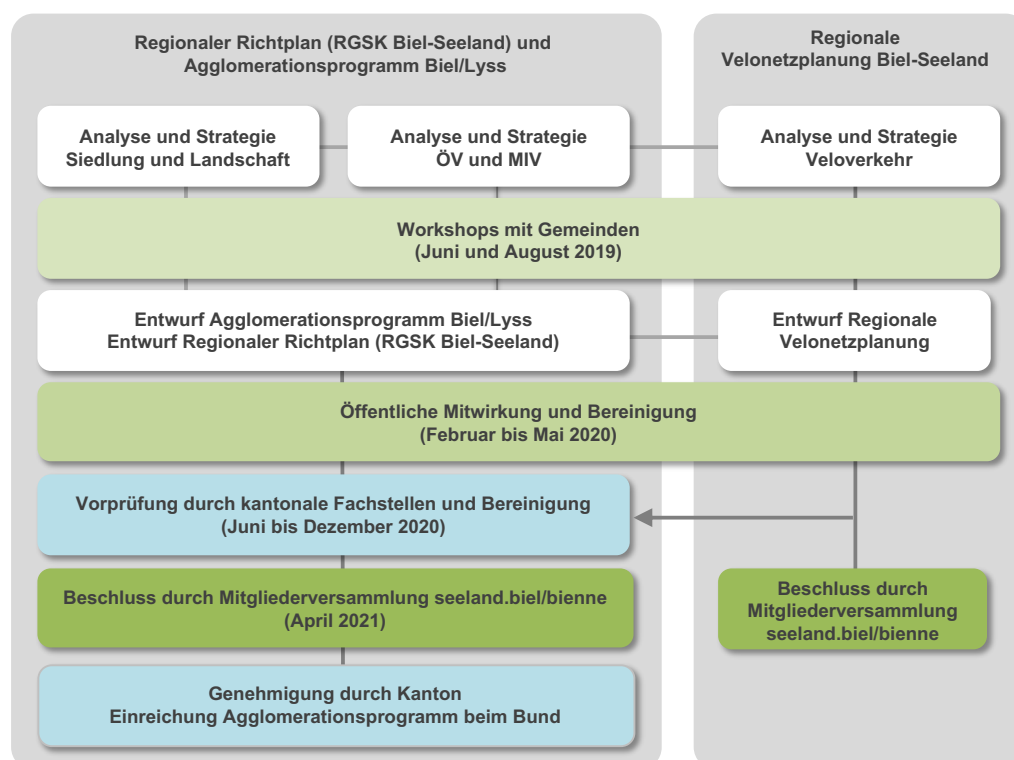 Regionaler Richtplan (RGSK Biel-Seeland) und
Agglomerationsprogramm Biel/Lyss
Regionale
Velonetzplanung Biel-Seeland
Analyse und Strategie
Siedlung und Landschaft
Analyse und Strategie
ÖV und MIV
Analyse und Strategie
Veloverkehr
Workshops mit Gemeinden
(Juni und August 2019)
Entwurf Agglomerationsprogramm Biel/Lyss
Entwurf Regionaler Richtplan (RGSK Biel-Seeland)
Entwurf Regionale
Velonetzplanung
Öffentliche Mitwirkung und Bereinigung
(Februar bis Mai 2020)
Vorprüfung durch kantonale Fachstellen und Bereinigung
(Juni bis Dezember 2020)
Beschluss durch Mitgliederversammlung seeland.biel/bienne
(April 2021)
Beschluss durch
Mitgliederversammlung
seeland.biel/bienne
Genehmigung durch Kanton
Einreichung Agglomerationsprogramm beim Bund